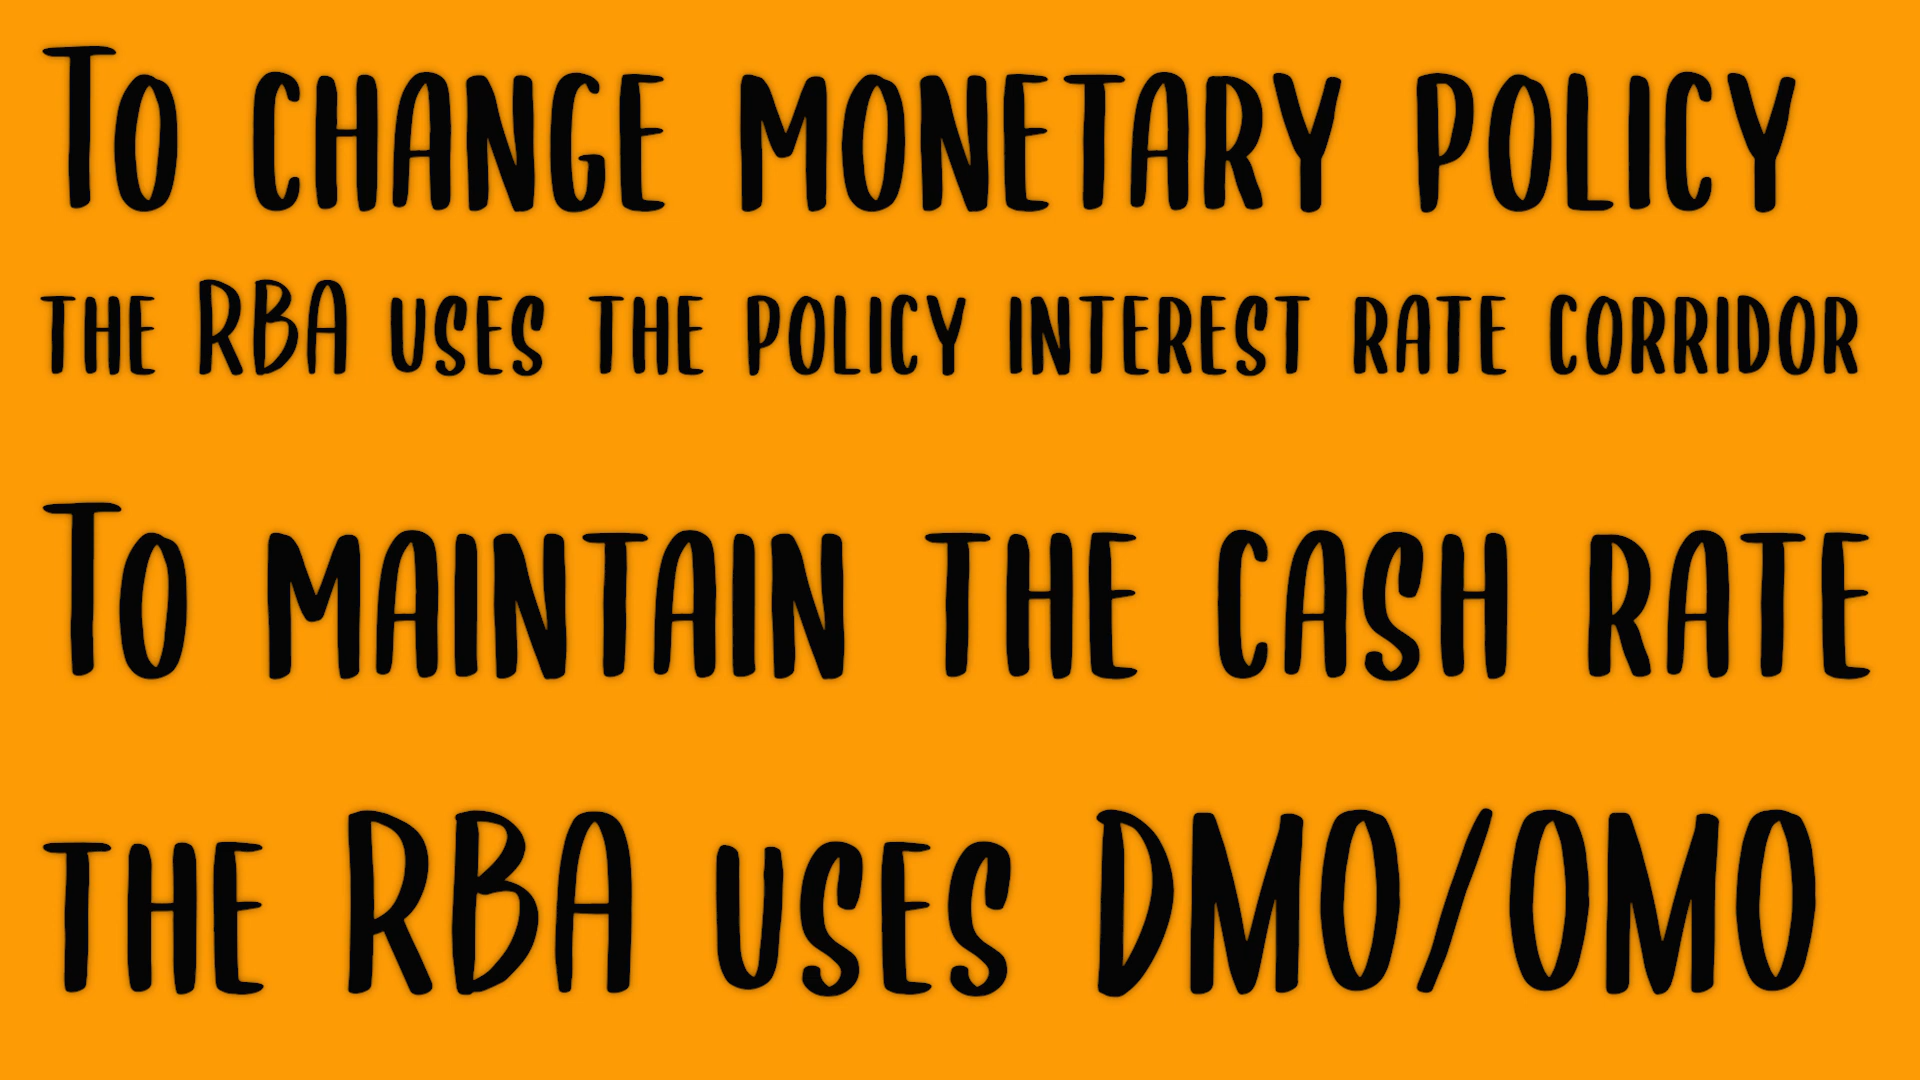 To change monetary policy
the RBA uses the policy interest rate corridor
To maintain the cash rate
the RBA uses DMO/OMO